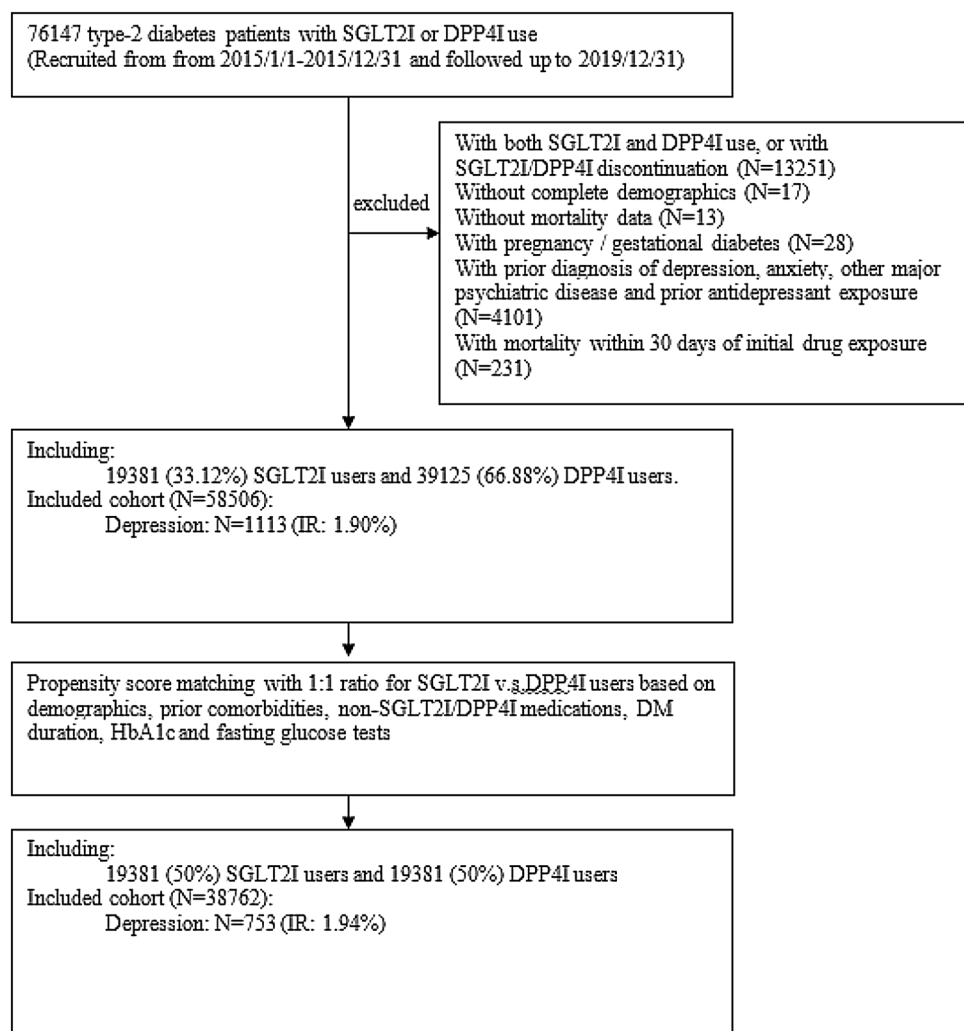 76147 type-2 diabetes patients with SGLT2I or DPP4I use
(Recruited from from 2015/1/1-2015/12/31 and followed up to 2019/12/31)
With both SGLT2I and DPP4I use, or with
SGLT2I/DPP4I discontinuation (N=13251)
Without complete demographics (N=17)
Without mortality data (N=13)
With pregnancy / gestational diabetes (N=28)
With prior diagnosis of depression, anxiety, other major
psychiatric disease and prior antidepressant exposure
(N=4101)
With mortality within 30 days of initial drug exposure
(N=231)
excluded
Including:
19381 (33.12%) SGLT2I users and 39125 (66.88%) DPP4I users.
Included cohort (N=58506):
Depression: N=1113 (IR: 1.90%)
Propensity score matching with 1:1 ratio for SGLT2I v.s.DPP4I users based on
demographics, prior comorbidities, non-SGLT2I/DPP4I medications, DM
duration, HbA1c and fasting glucose tests
Including:
19381 (50%) SGLT2I users and 19381 (50%) DPP4I users
Included cohort (N=38762):
Depression: N=753 (IR: 1.94%)